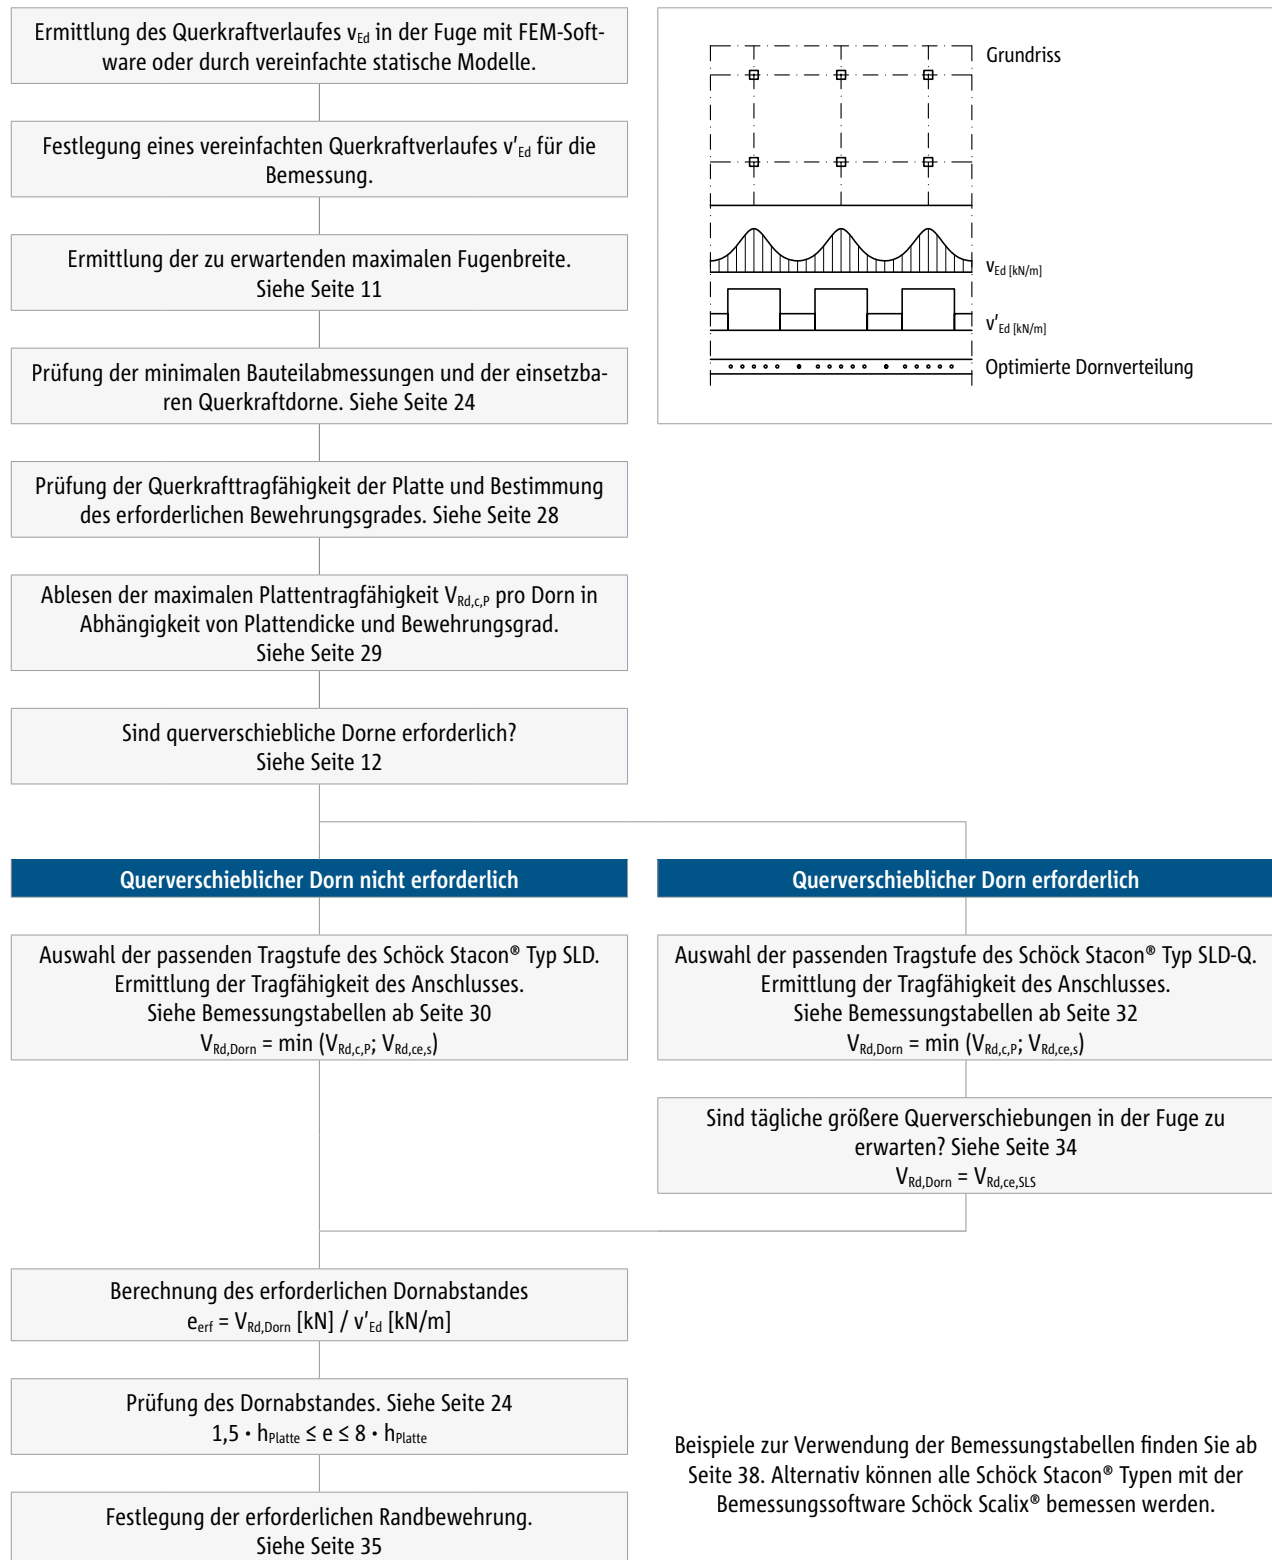 Ermittlung des Querkraftverlaufes vEd in der Fuge mit FEM-Soft-
ware oder durch vereinfachte statische Modelle.
Festlegung eines vereinfachten Querkraftverlaufes v'Ed für die
Bemessung.
Ermittlung der zu erwartenden maximalen Fugenbreite.
Siehe Seite 11
Prüfung der minimalen Bauteilabmessungen und der einsetzba-
ren Querkraftdorne. Siehe Seite 24
Prüfung der Querkrafttragfähigkeit der Platte und Bestimmung
des erforderlichen Bewehrungsgrades. Siehe Seite 28
Ablesen der maximalen Plattentragfähigkeit VRd,c,P pro Dorn in
Abhängigkeit von Plattendicke und Bewehrungsgrad.
Siehe Seite 29
Sind querverschiebliche Dorne erforderlich?
Siehe Seite 12
Grundriss
vEd [kN/m]
v'Ed [kN/m]
Optimierte Dornverteilung
Querverschieblicher Dorn nicht erforderlich
Auswahl der passenden Tragstufe des Schöck Stacon® Typ SLD.
Ermittlung der Tragfähigkeit des Anschlusses.
Siehe Bemessungstabellen ab Seite 30
VRd,Dorn = min (VRd,c,P; VRd,ce,s)
Querverschieblicher Dorn erforderlich
Auswahl der passenden Tragstufe des Schöck Stacon® Typ SLD-Q.
Ermittlung der Tragfähigkeit des Anschlusses.
Siehe Bemessungstabellen ab Seite 32
VRd,Dorn = min (VRd,c,P; VRd,ce,s)
Sind tägliche größere Querverschiebungen in der Fuge zu
erwarten? Siehe Seite 34
VRd,Dorn = VRd,ce,SLS
Berechnung des erforderlichen Dornabstandes
eerf = VRd,Dorn [kN] / v'Ed [kN/m]
Prüfung des Dornabstandes. Siehe Seite 24
1,5 • hPlatte ≤ e ≤ 8 • hPlatte
Festlegung der erforderlichen Randbewehrung.
Siehe Seite 35
Beispiele zur Verwendung der Bemessungstabellen finden Sie ab
Seite 38. Alternativ können alle Schöck Stacon® Typen mit der
Bemessungssoftware Schöck Scalix® bemessen werden.